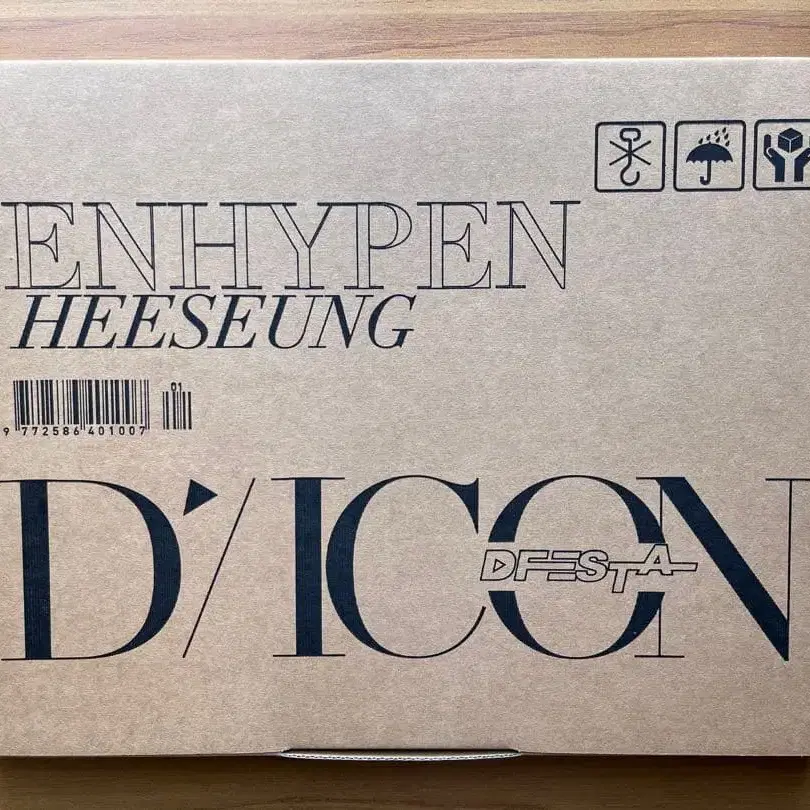 ENHYPEN
HEESEUNG
01
9 772586 401007
D'/ICON
DFESTA